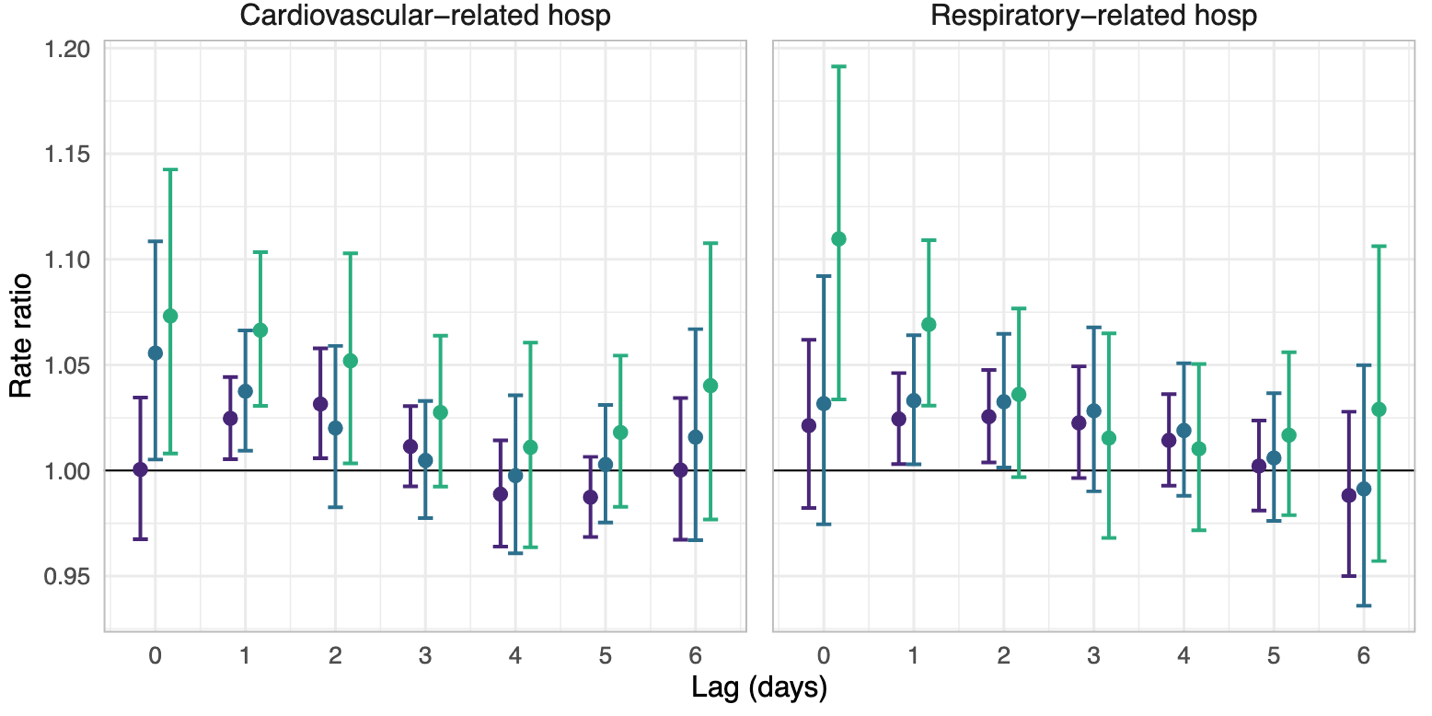 Cardiovascular−related hosp
Respiratory−related hosp
1.20
1.15
1.10
1.05
1.00
0.95
Rate ratio
0 1 2 3 4 5 6
0 1 2 3 4 5 6
Lag (days)